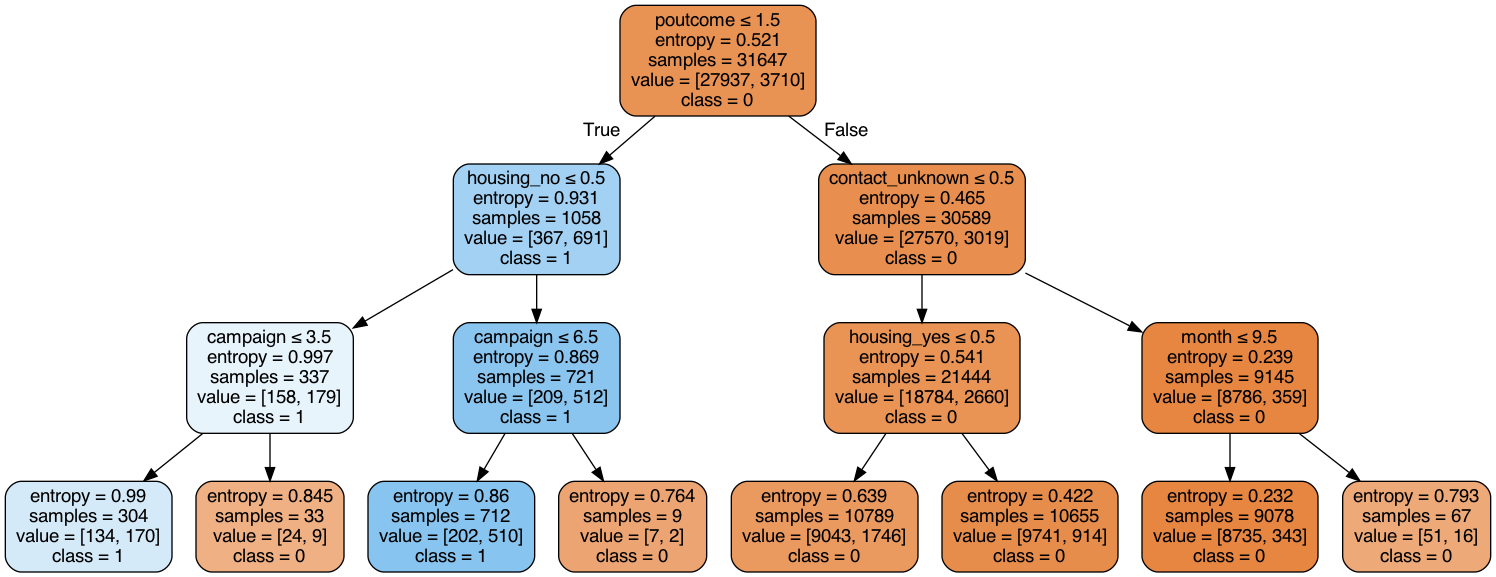 poutcome ≤ 1.5
entropy = 0.521
samples = 31647
value = [27937, 3710]
class = 0
True
False
housing_no ≤ 0.5
entropy = 0.931
samples = 1058
value = [367, 691]
class = 1
contact_unknown ≤ 0.5
entropy = 0.465
samples = 30589
value = [27570, 3019]
class = 0
campaign ≤ 3.5
entropy = 0.997
samples = 337
value = [158, 179]
class = 1
campaign ≤ 6.5
entropy = 0.869
samples = 721
value = [209, 512]
class = 1
housing_yes ≤ 0.5
entropy = 0.541
samples = 21444
value = [18784, 2660]
class = 0
month ≤ 9.5
entropy = 0.239
samples = 9145
value = [8786, 359]
class = 0
entropy = 0.99
samples = 304
value = [134, 170]
class = 1
entropy = 0.845
samples = 33
value = [24, 9]
class = 0
entropy = 0.86
samples = 712
value = [202, 510]
class = 1
entropy = 0.764
samples = 9
value = [7, 2]
class = 0
entropy = 0.639
samples = 10789
value = [9043, 1746]
class = 0
entropy = 0.422
samples = 10655
value = [9741, 914]
class = 0
entropy = 0.232
samples = 9078
value = [8735, 343]
class = 0
entropy = 0.793
samples = 67
value = [51, 16]
class = 0